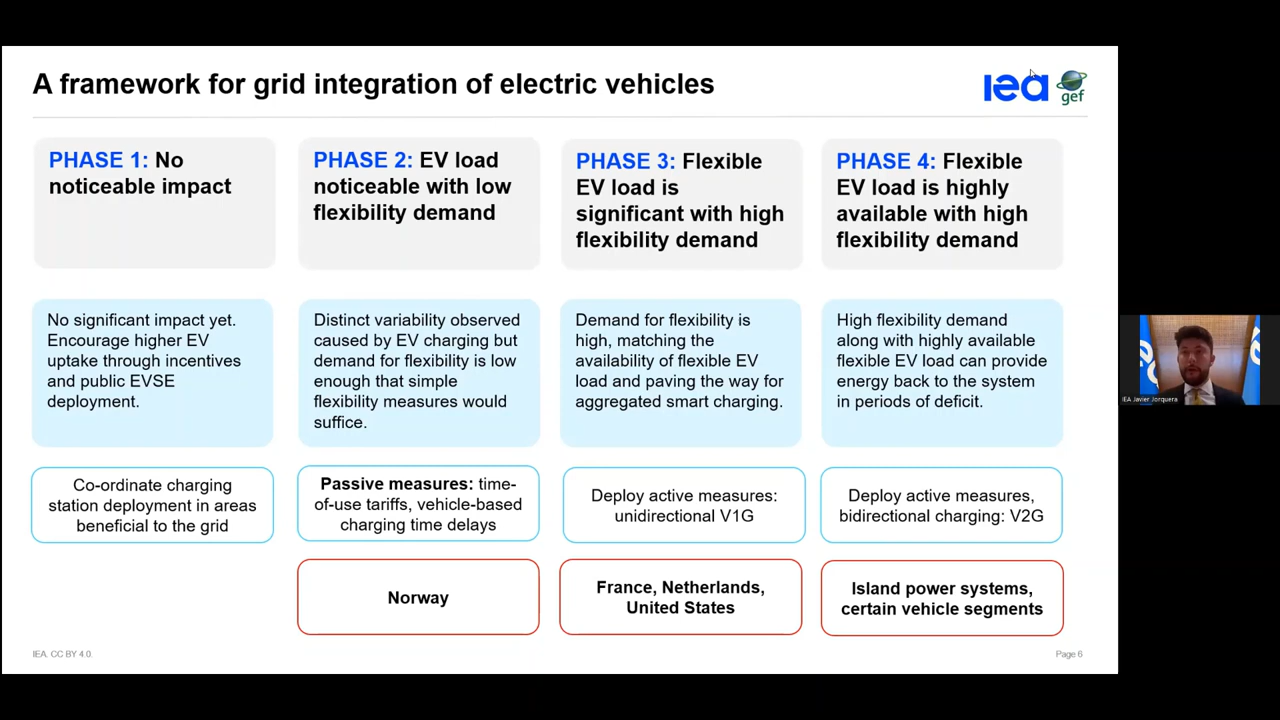 A framework for grid integration of electric vehicles
iea
gef
PHASE 1: No
noticeable impact
PHASE 2: EV load
noticeable with low
flexibility demand
PHASE 3: Flexible
EV load is
significant with high
flexibility demand
PHASE 4: Flexible
EV load is highly
available with high
flexibility demand
No significant impact yet.
Encourage higher EV
uptake through incentives
and public EVSE
deployment.
Distinct variability observed
caused by EV charging but
demand for flexibility is low
enough that simple
flexibility measures would
suffice.
Demand for flexibility is
high, matching the
availability of flexible EV
load and paving the way for
aggregated smart charging.
High flexibility demand
along with highly available
flexible EV load can provide
energy back to the system
in periods of deficit.
Co-ordinate charging
station deployment in areas
beneficial to the grid
Passive measures: time-
of-use tariffs, vehicle-based
charging time delays
Deploy active measures:
unidirectional V1G
Deploy active measures,
bidirectional charging: V2G
Norway
France, Netherlands,
United States
Island power systems,
certain vehicle segments
IEA. CC BY 4.0.
Page 6
IEA Javier Jorquera